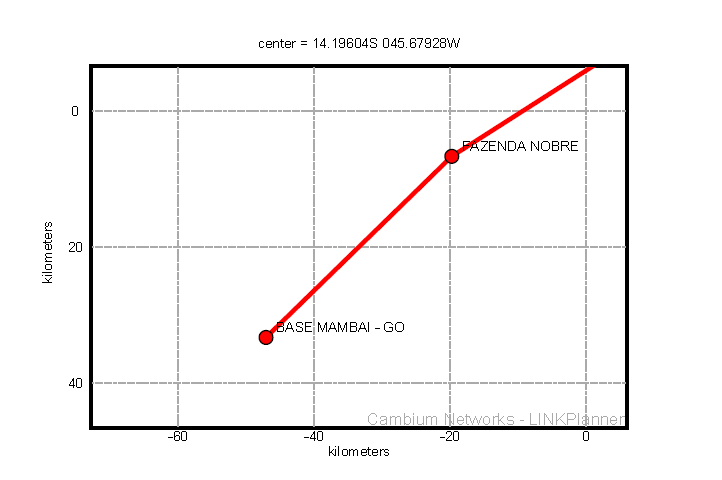 center = 14.19604S 045.67928W
0
FAZENDA NOBRE
kilometers
20
BASE MAMBAI - GO
40
Cambium Networks - LINKPlanner
-60
-40
-20
0
kilometers